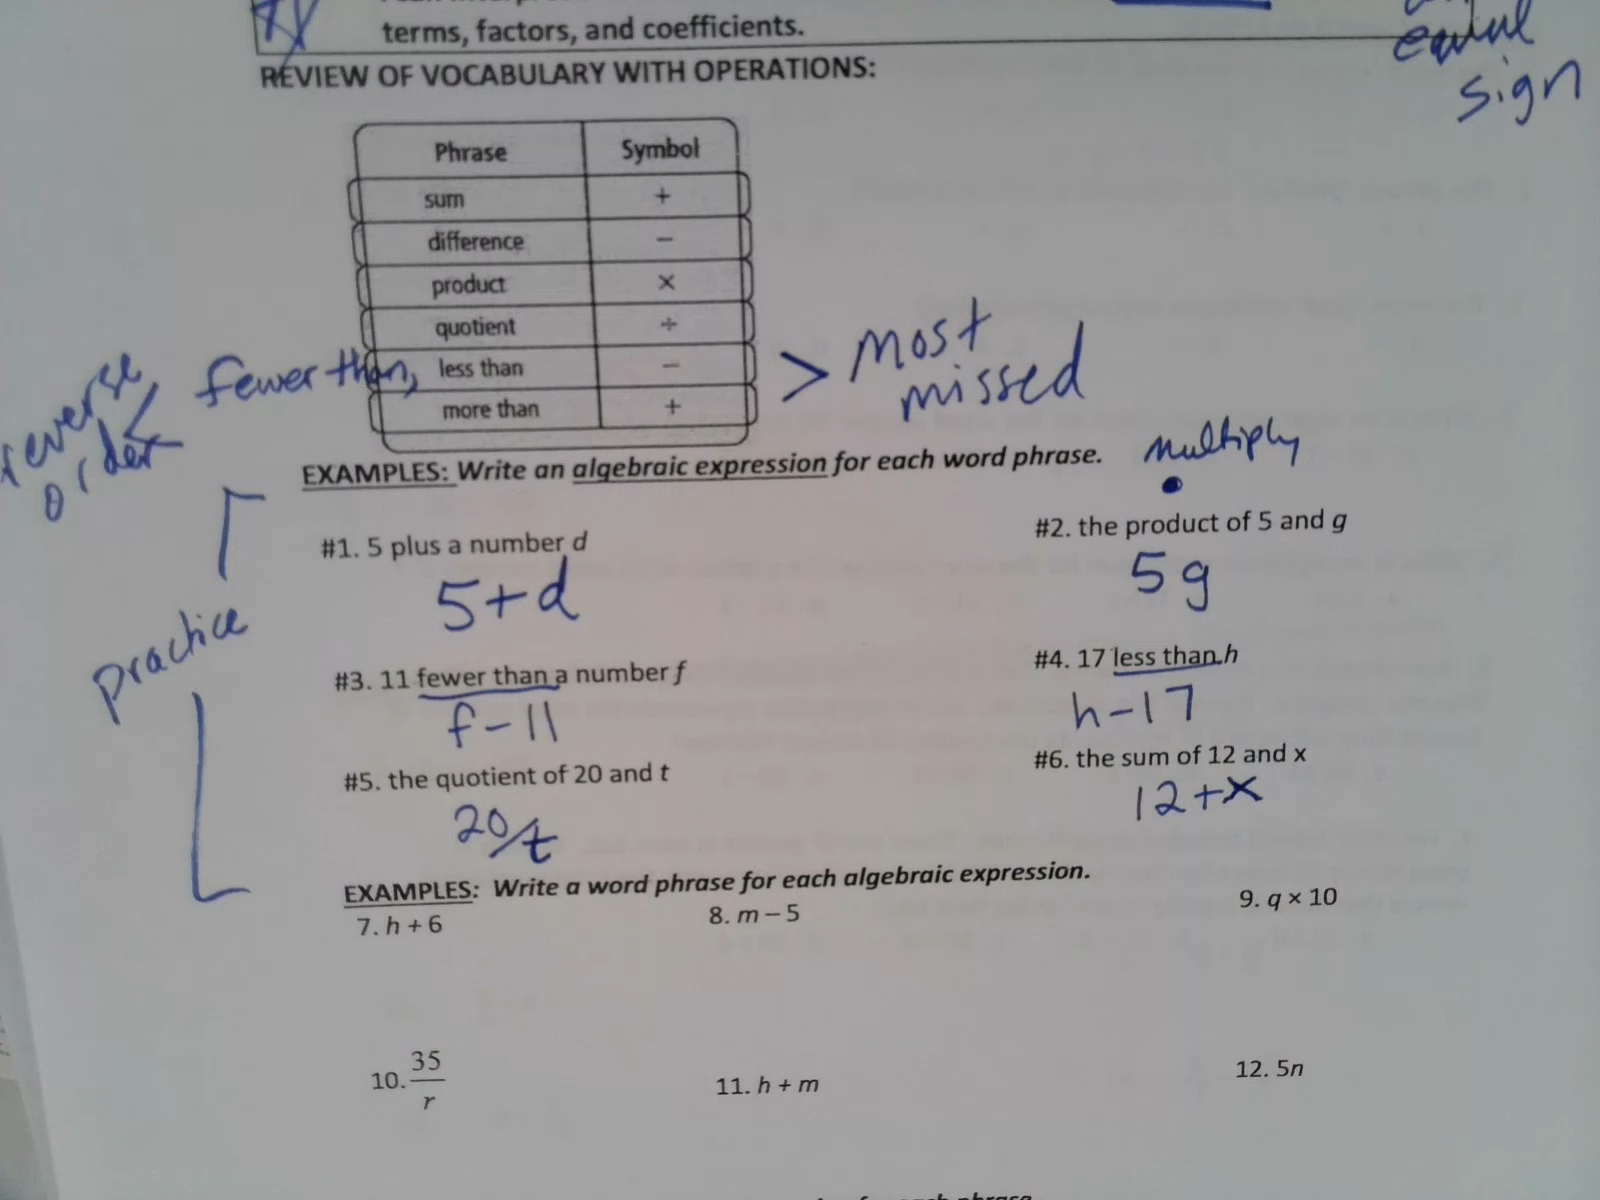 terms, factors, and coefficients.
equal
sign
REVIEW OF VOCABULARY WITH OPERATIONS:
Phrase Symbol
sum +
difference −
product ×
quotient ÷
less than −
more than +
reverse
order
fewer than,
> most
missed
EXAMPLES: Write an algebraic expression for each word phrase.
multiply
•
practice
#1. 5 plus a number d
5+d
#2. the product of 5 and g
5g
#3. 11 fewer than a number f
f-11
#4. 17 less than h
h-17
#5. the quotient of 20 and t
20/t
#6. the sum of 12 and x
12+x
EXAMPLES: Write a word phrase for each algebraic expression.
7. h + 6 8. m – 5 9. q × 10
10. 35/r 11. h + m 12. 5n